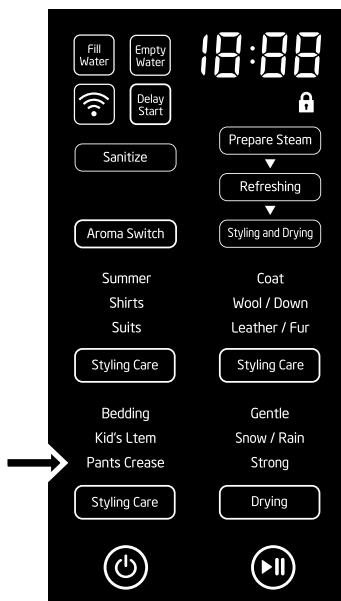 Fill
Water
Empty
Water
18:88
Delay
Start
Sanitize
Prepare Steam
Refreshing
Aroma Switch
Styling and Drying
Summer
Shirts
Suits
Styling Care
Coat
Wool / Down
Leather / Fur
Styling Care
Bedding
Kid's Ltem
Pants Crease
Styling Care
Gentle
Snow / Rain
Strong
Drying